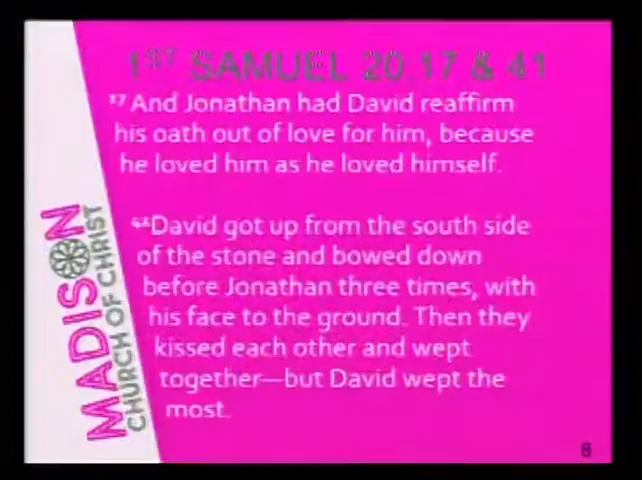 1ST SAMUEL 20:17 & 41
17 And Jonathan had David reaffirm
his oath out of love for him, because
he loved him as he loved himself.
41 David got up from the south side
of the stone and bowed down
before Jonathan three times, with
his face to the ground. Then they
kissed each other and wept
together—but David wept the
most.
MADISON
CHURCH OF CHRIST
8